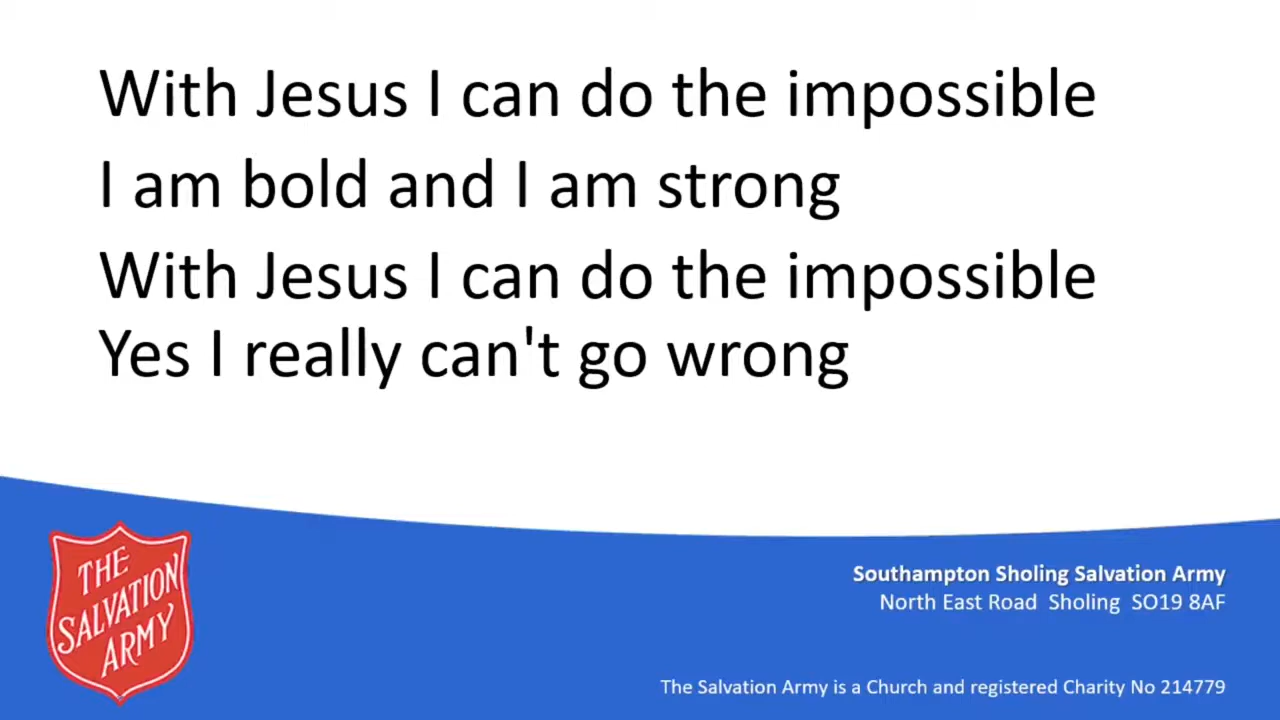 With Jesus I can do the impossible
I am bold and I am strong
With Jesus I can do the impossible
Yes I really can't go wrong
THE
SALVATION
ARMY
Southampton Sholing Salvation Army
North East Road Sholing SO19 8AF
The Salvation Army is a Church and registered Charity No 214779